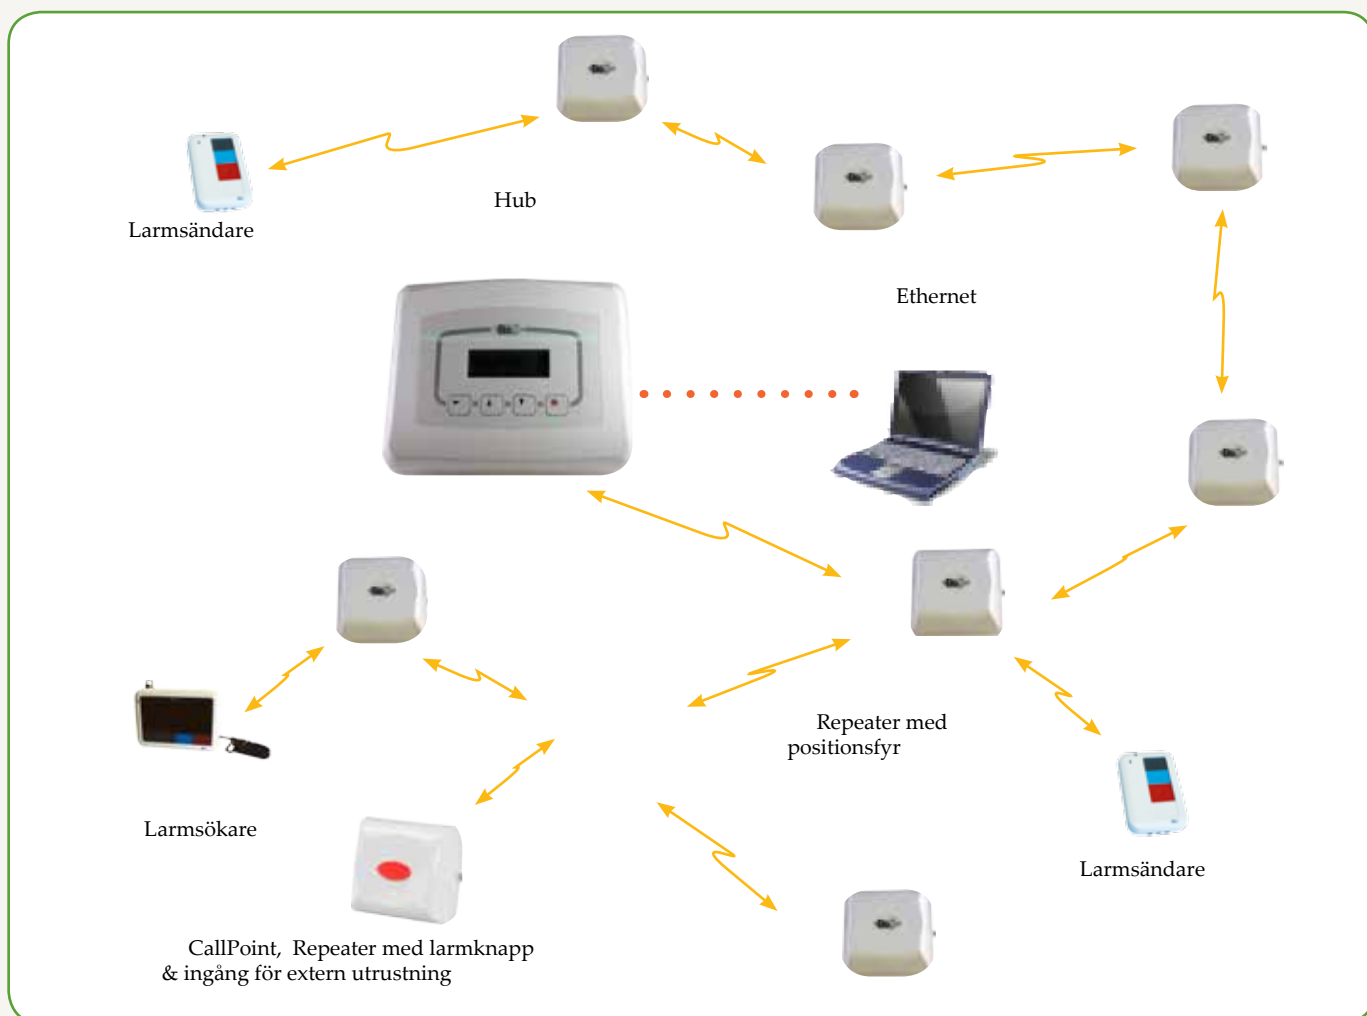 Hub
Larmsändare
Ethernet
Repeater med
positionsfyr
Larmsökare
Larmsändare
CallPoint, Repeater med larmknapp
& ingång för extern utrustning